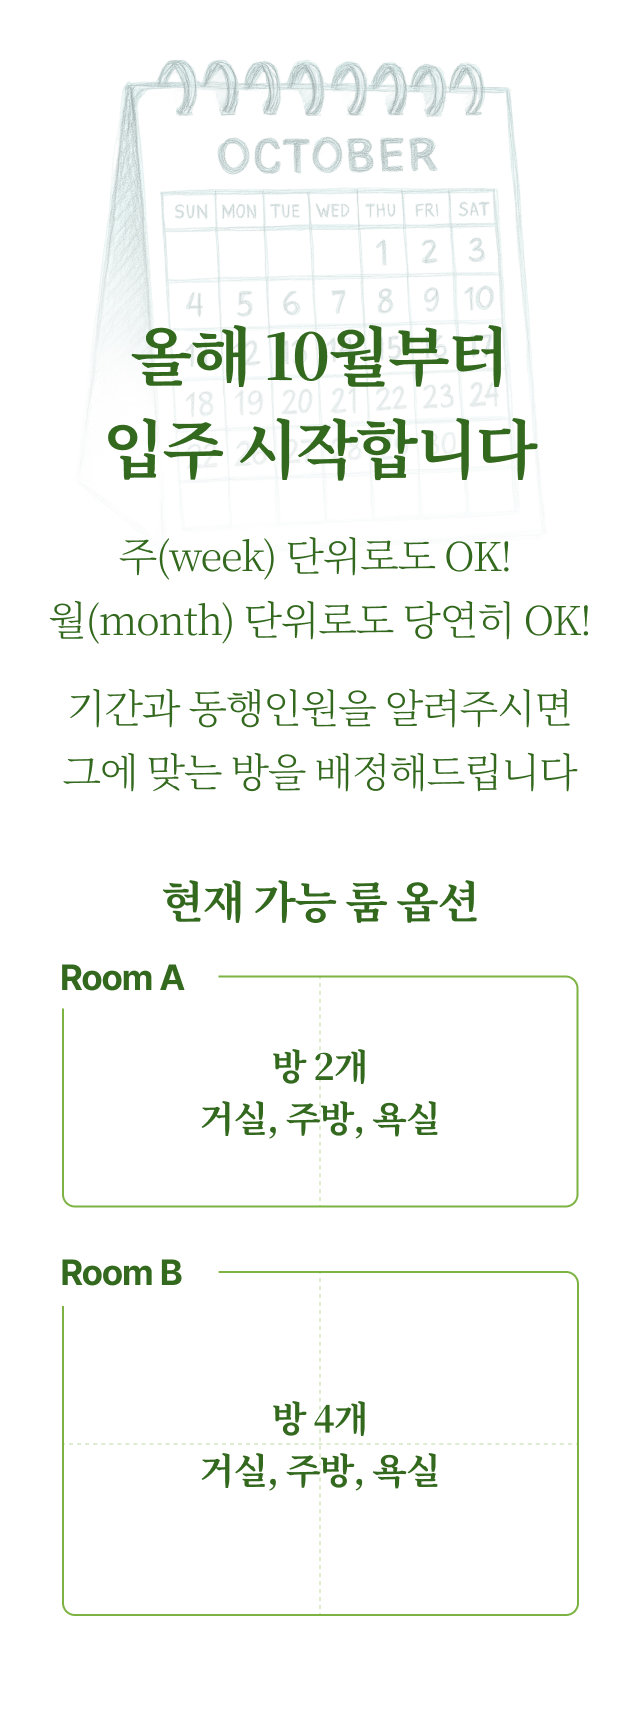 OCTOBER
SUN MON TUE WED THU FRI SAT
1 2 3
4 5 6 7 8 9 10
올해 10월부터
18 19 20 21 22 23 24
입주 시작합니다
주(week) 단위로도 OK!
월(month) 단위로도 당연히 OK!
기간과 동행인원을 알려주시면
그에 맞는 방을 배정해드립니다
현재 가능 룸 옵션
Room A
방 2개
거실, 주방, 욕실
Room B
방 4개
거실, 주방, 욕실